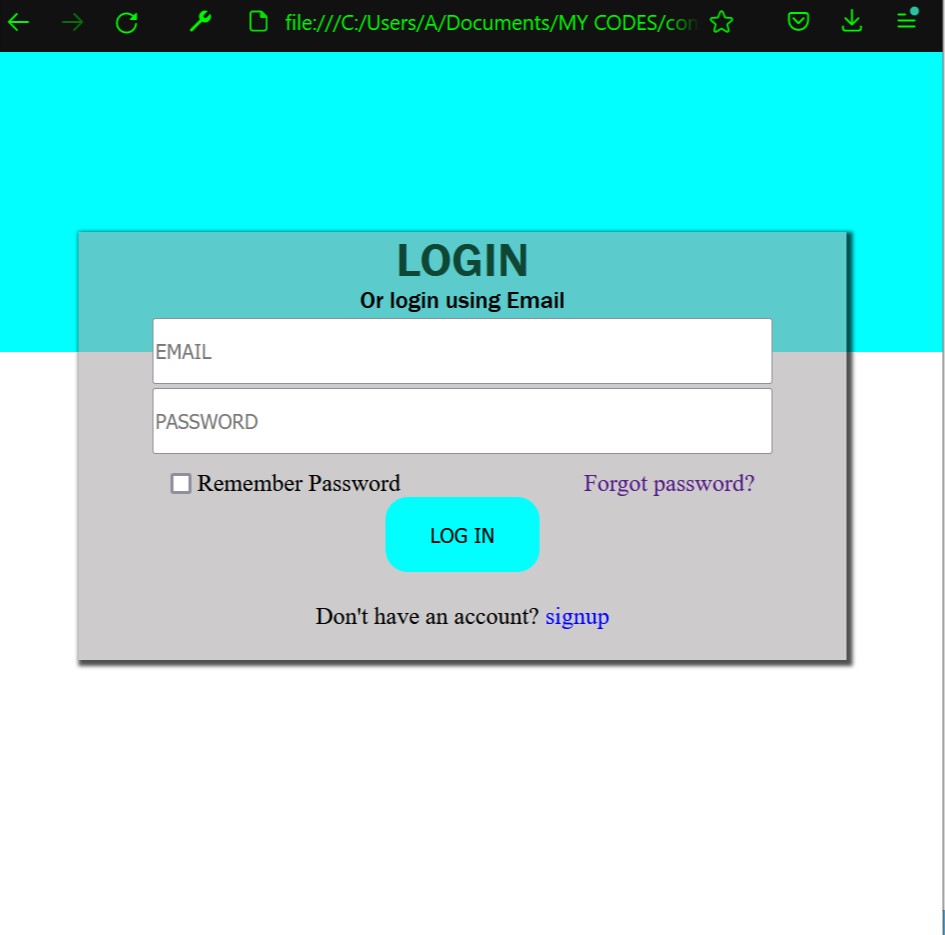 file:///C:/Users/A/Documents/MY CODES/con
LOGIN
Or login using Email
EMAIL
PASSWORD
Remember Password Forgot password?
LOG IN
Don't have an account? signup